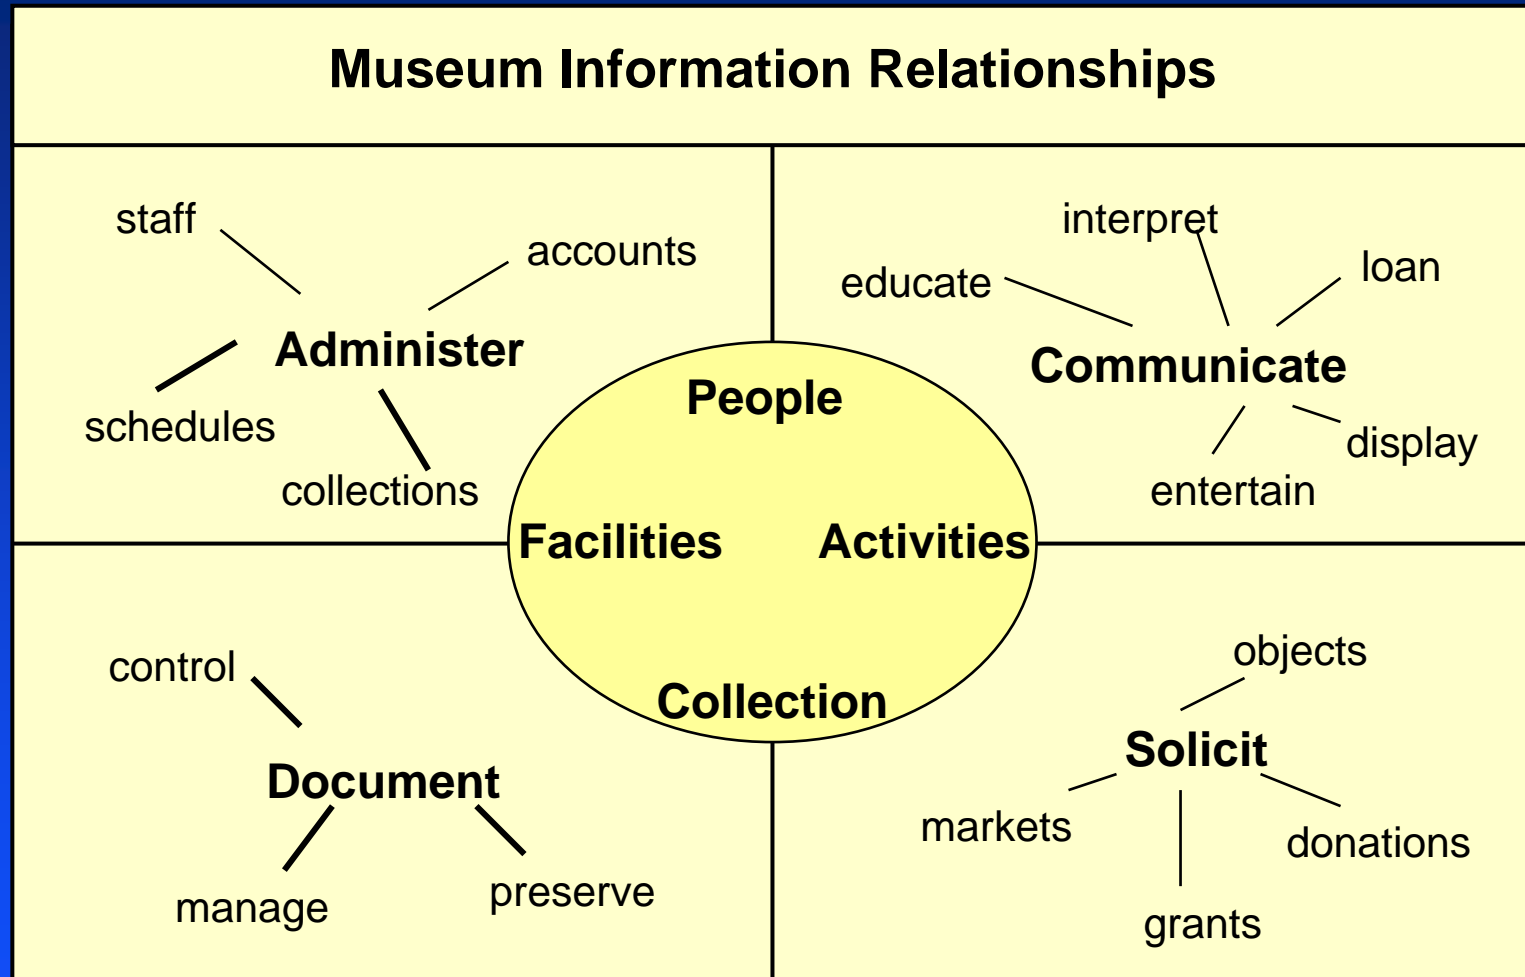 Museum Information Relationships
staff
accounts
Administer
schedules
collections
interpret
educate
loan
Communicate
display
entertain
People
Facilities Activities
Collection
control
Document
manage
preserve
objects
Solicit
markets
donations
grants